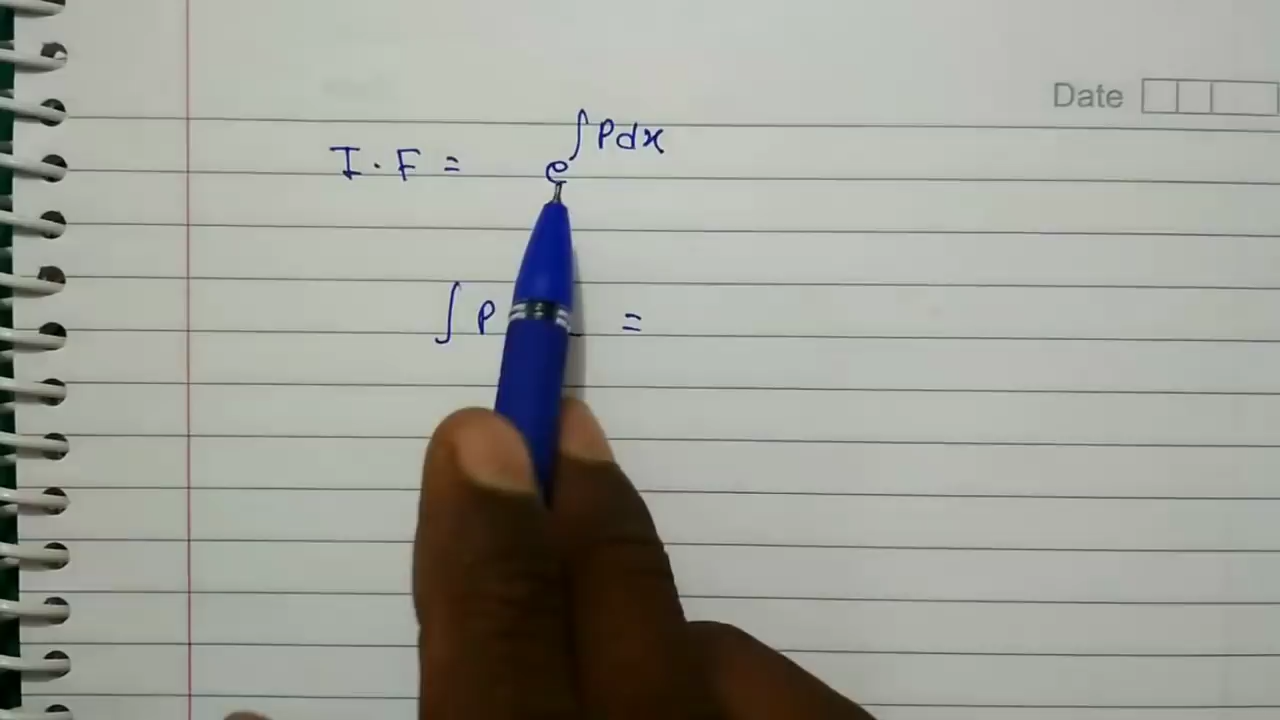 Date
I.F = e^∫Pdx
∫P =